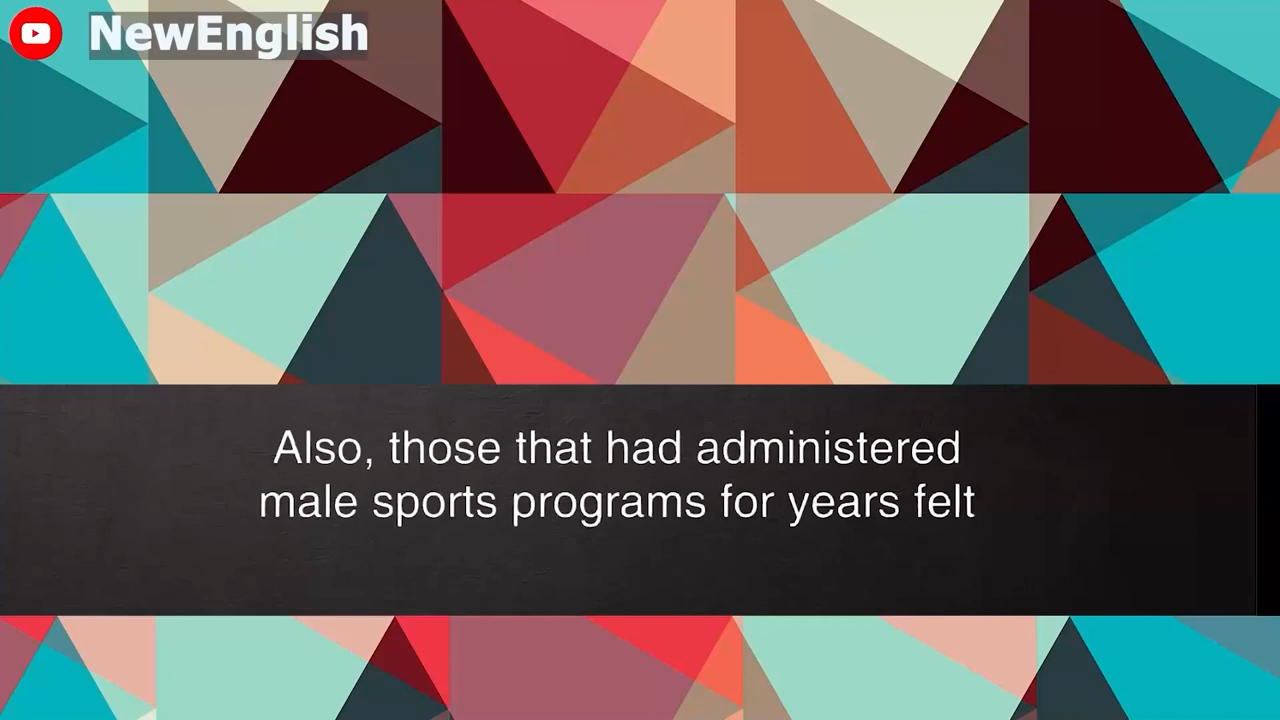 NewEnglish
Also, those that had administered
male sports programs for years felt